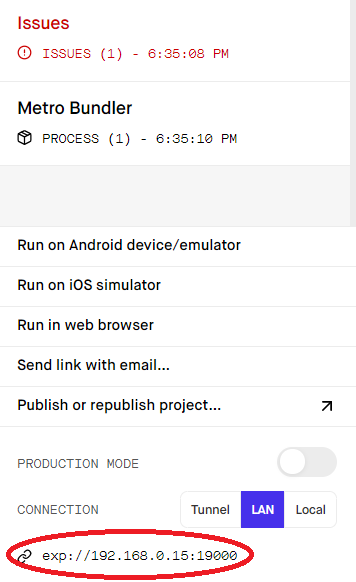 Issues
ISSUES (1) - 6:35:08 PM
Metro Bundler
PROCESS (1) - 6:35:10 PM
Run on Android device/emulator
Run on iOS simulator
Run in web browser
Send link with email...
Publish or republish project...
PRODUCTION MODE
CONNECTION Tunnel LAN Local
exp://192.168.0.15:19000